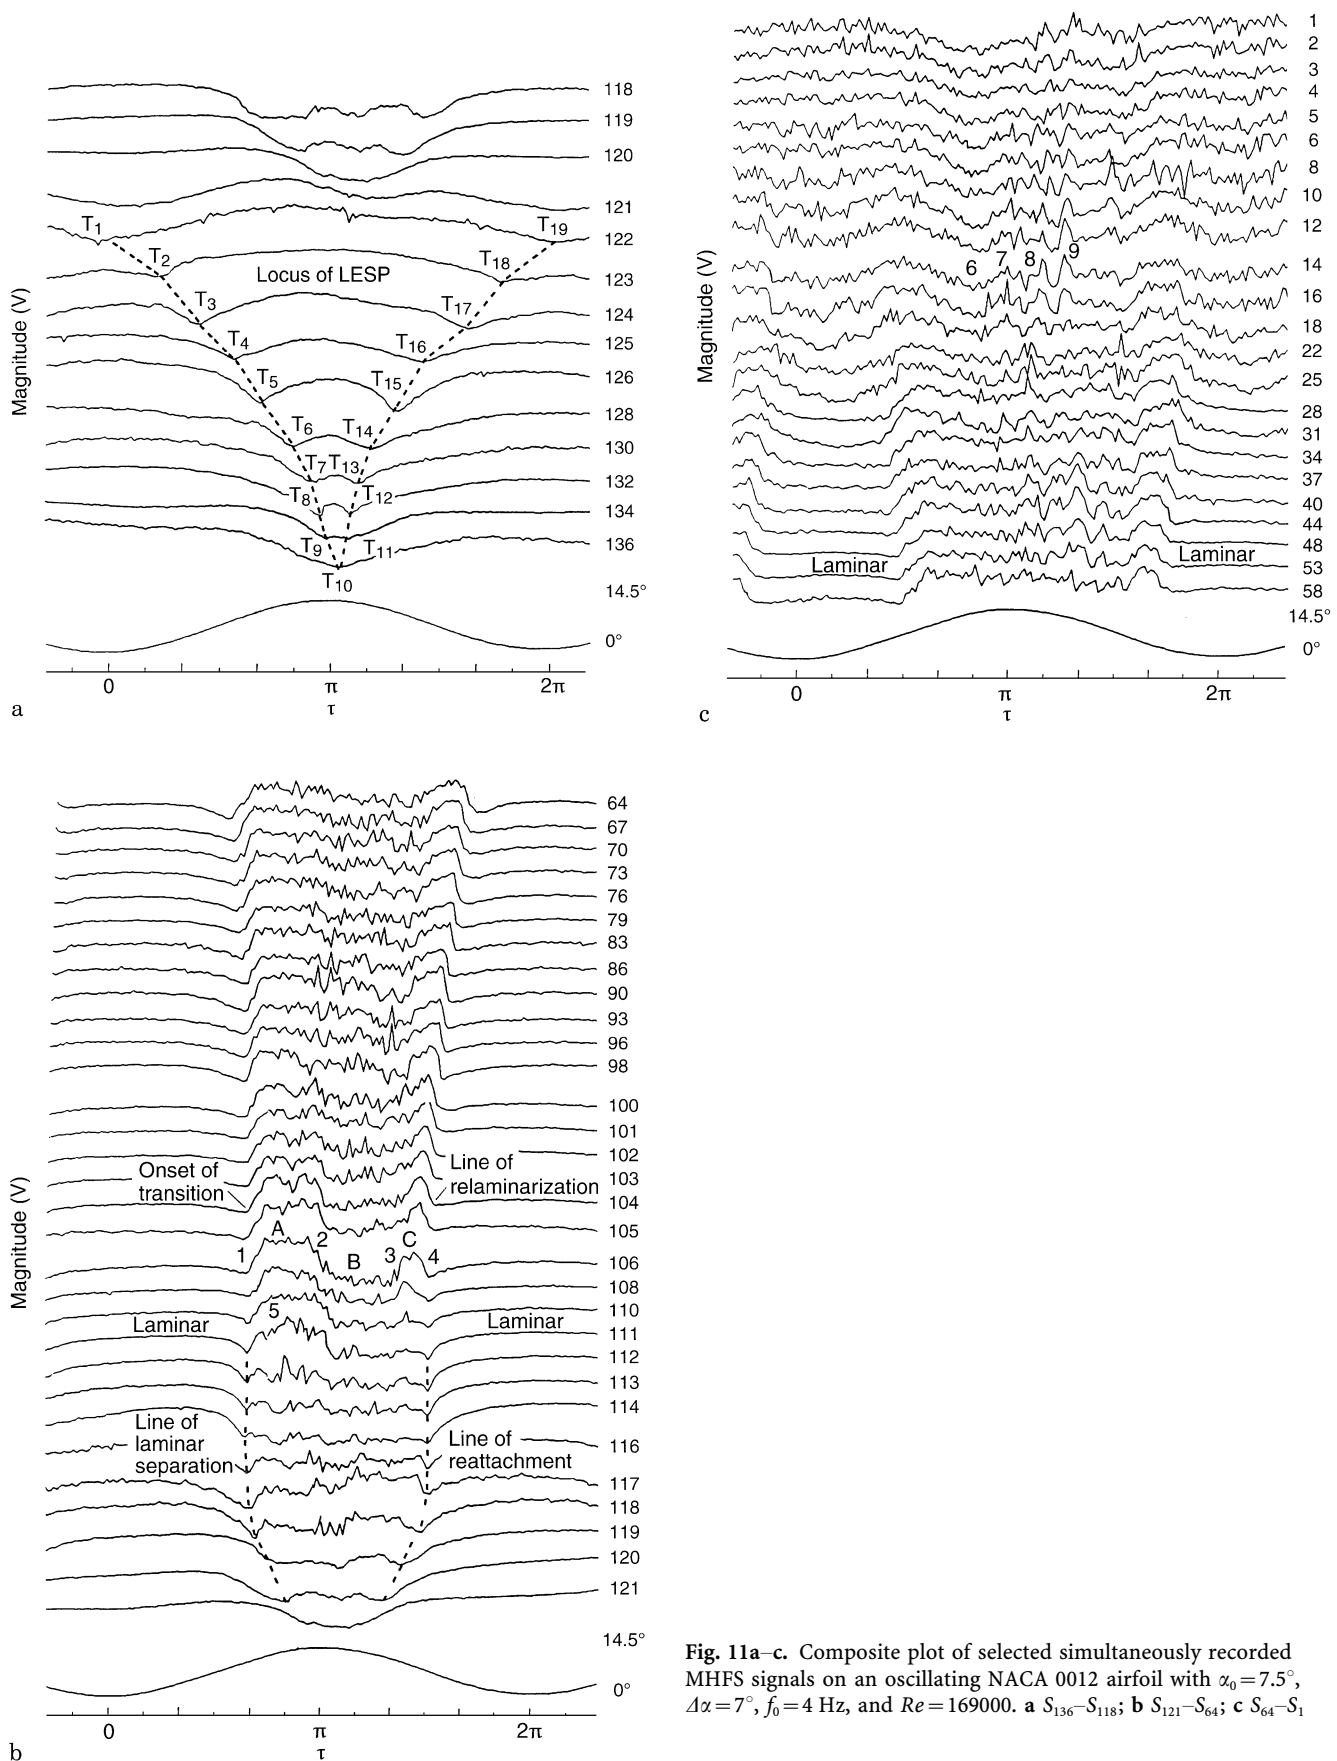 118
119
120
121
122
123
124
125
126
128
130
132
134
136
T1
T19
T2
T18
Locus of LESP
T3
T17
T4
T16
T5
T15
T6
T14
T7
T13
T8
T12
T9
T11
T10
14.5°
0°
Magnitude (V)
0
π
2π
τ
a
1
2
3
4
5
6
8
10
12
14
16
18
22
25
28
31
34
37
40
44
48
53
58
6
7
8
9
Laminar
Laminar
14.5°
0°
Magnitude (V)
0
π
2π
τ
c
64
67
70
73
76
79
83
86
90
93
96
98
100
101
102
103
104
105
106
108
110
111
112
113
114
116
117
118
119
120
121
Onset of
transition
Line of
relaminarization
A
1
2
B
3
C
4
5
Laminar
Laminar
Line of
laminar
separation
Line of
reattachment
14.5°
0°
Magnitude (V)
0
π
2π
τ
b
Fig. 11a–c. Composite plot of selected simultaneously recorded
MHFS signals on an oscillating NACA 0012 airfoil with α0=7.5°,
Δα=7°, f0=4 Hz, and Re=169000. a S136–S118; b S121–S64; c S64–S1